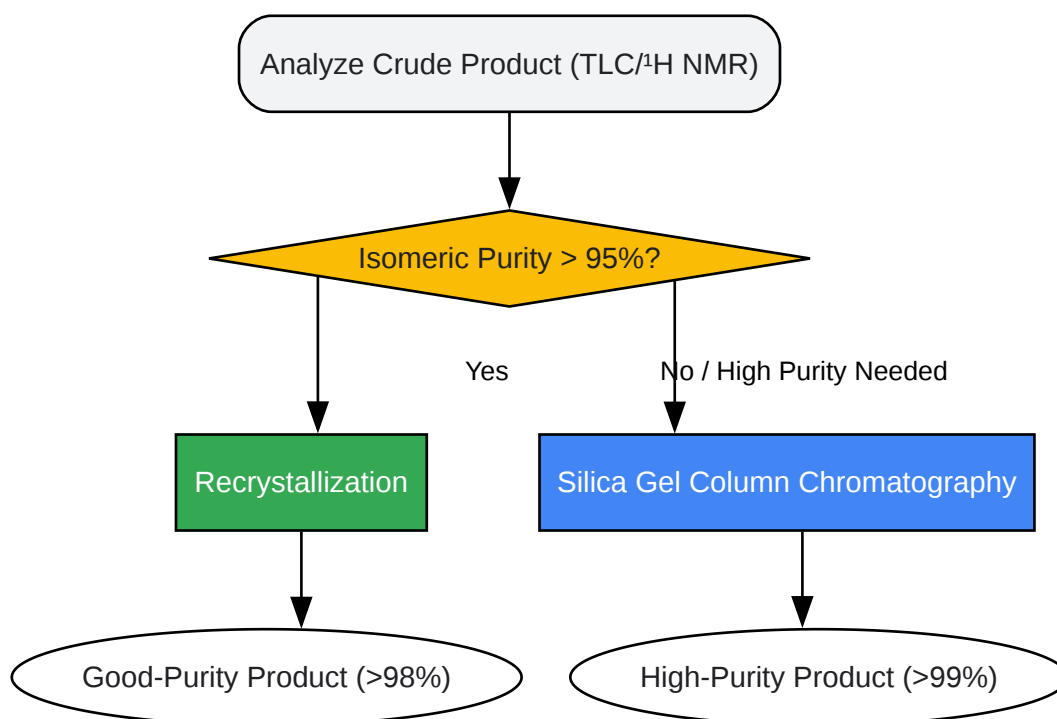 Analyze Crude Product (TLC/¹H NMR)
Isomeric Purity > 95%?
Yes
No / High Purity Needed
Recrystallization
Silica Gel Column Chromatography
Good-Purity Product (>98%)
High-Purity Product (>99%)